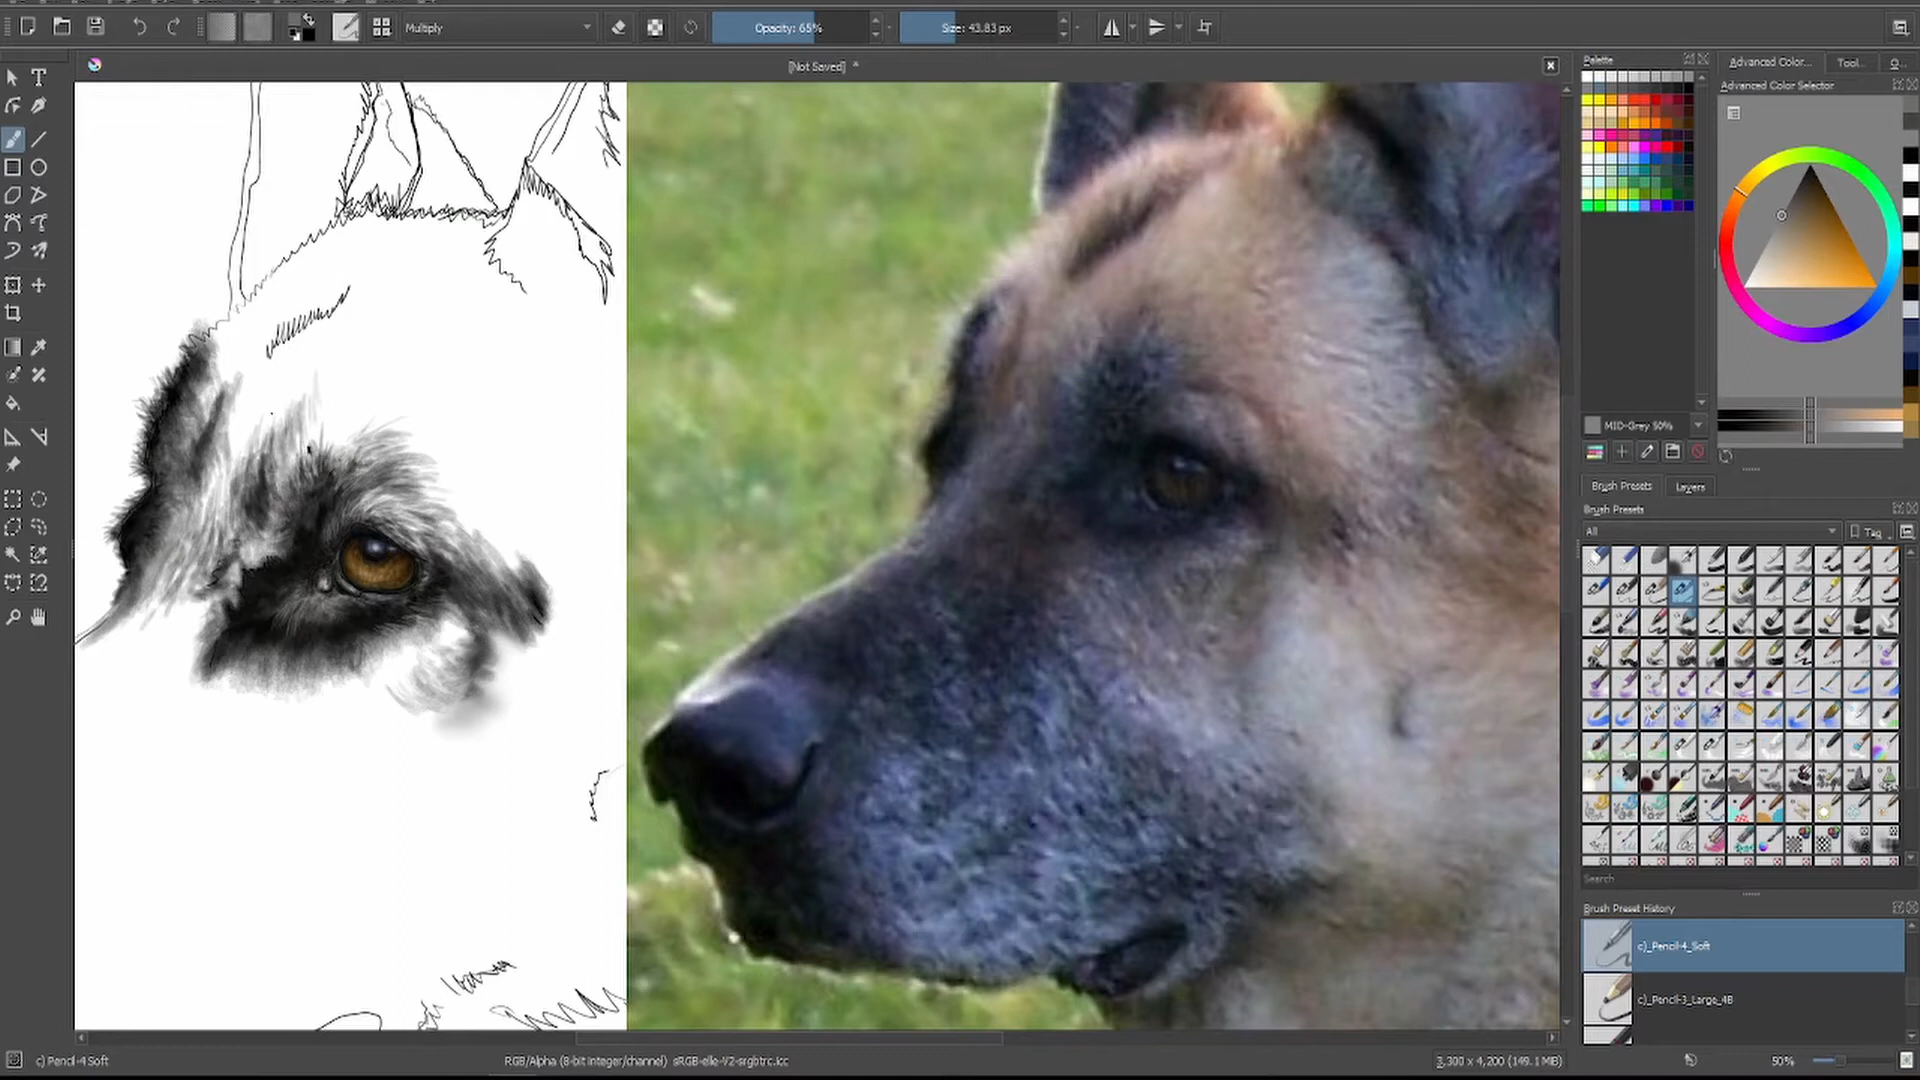 Multiply
Opacity: 65%
Size: 43.83 px
[Not Saved] *
Palette
Advanced Color...
Tool...
Advanced Color Selector
MID-Grey 50%
Brush Presets
Layers
Brush Presets
All
Tag
Search
Brush Preset History
c)_Pencil-4_Soft
c)_Pencil-3_Large_4B
c) Pencil-4 Soft
RGB/Alpha (8-bit integer/channel) sRGB-elle-V2-srgbtrc.icc
3,300 x 4,200 (149.1 MiB)
50%